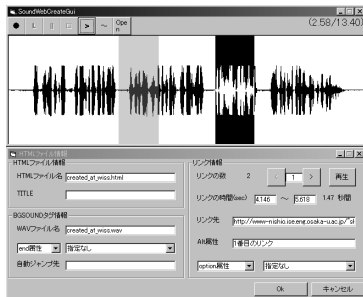 SoundWebCreateGui
L || □ > ~ Open
(2:58/13.40)
HTMLファイル情報
HTMLファイル情報
HTMLファイル名 created_at_wiss.html
TITLE
BGSOUNDタグ情報
WAVファイル名 created_at_wiss.wav
end属性 指定なし
自動ジャンプ先
リンク情報
リンクの数 2 < 1 > 再生
リンクの時間(sec) 4.146 ~ 5.618 1.47 秒間
リンク先 http://www-nishio.ise.eng.osaka-u.ac.jp/~s
Alt属性 1番目のリンク
option属性 指定なし
Ok キャンセル